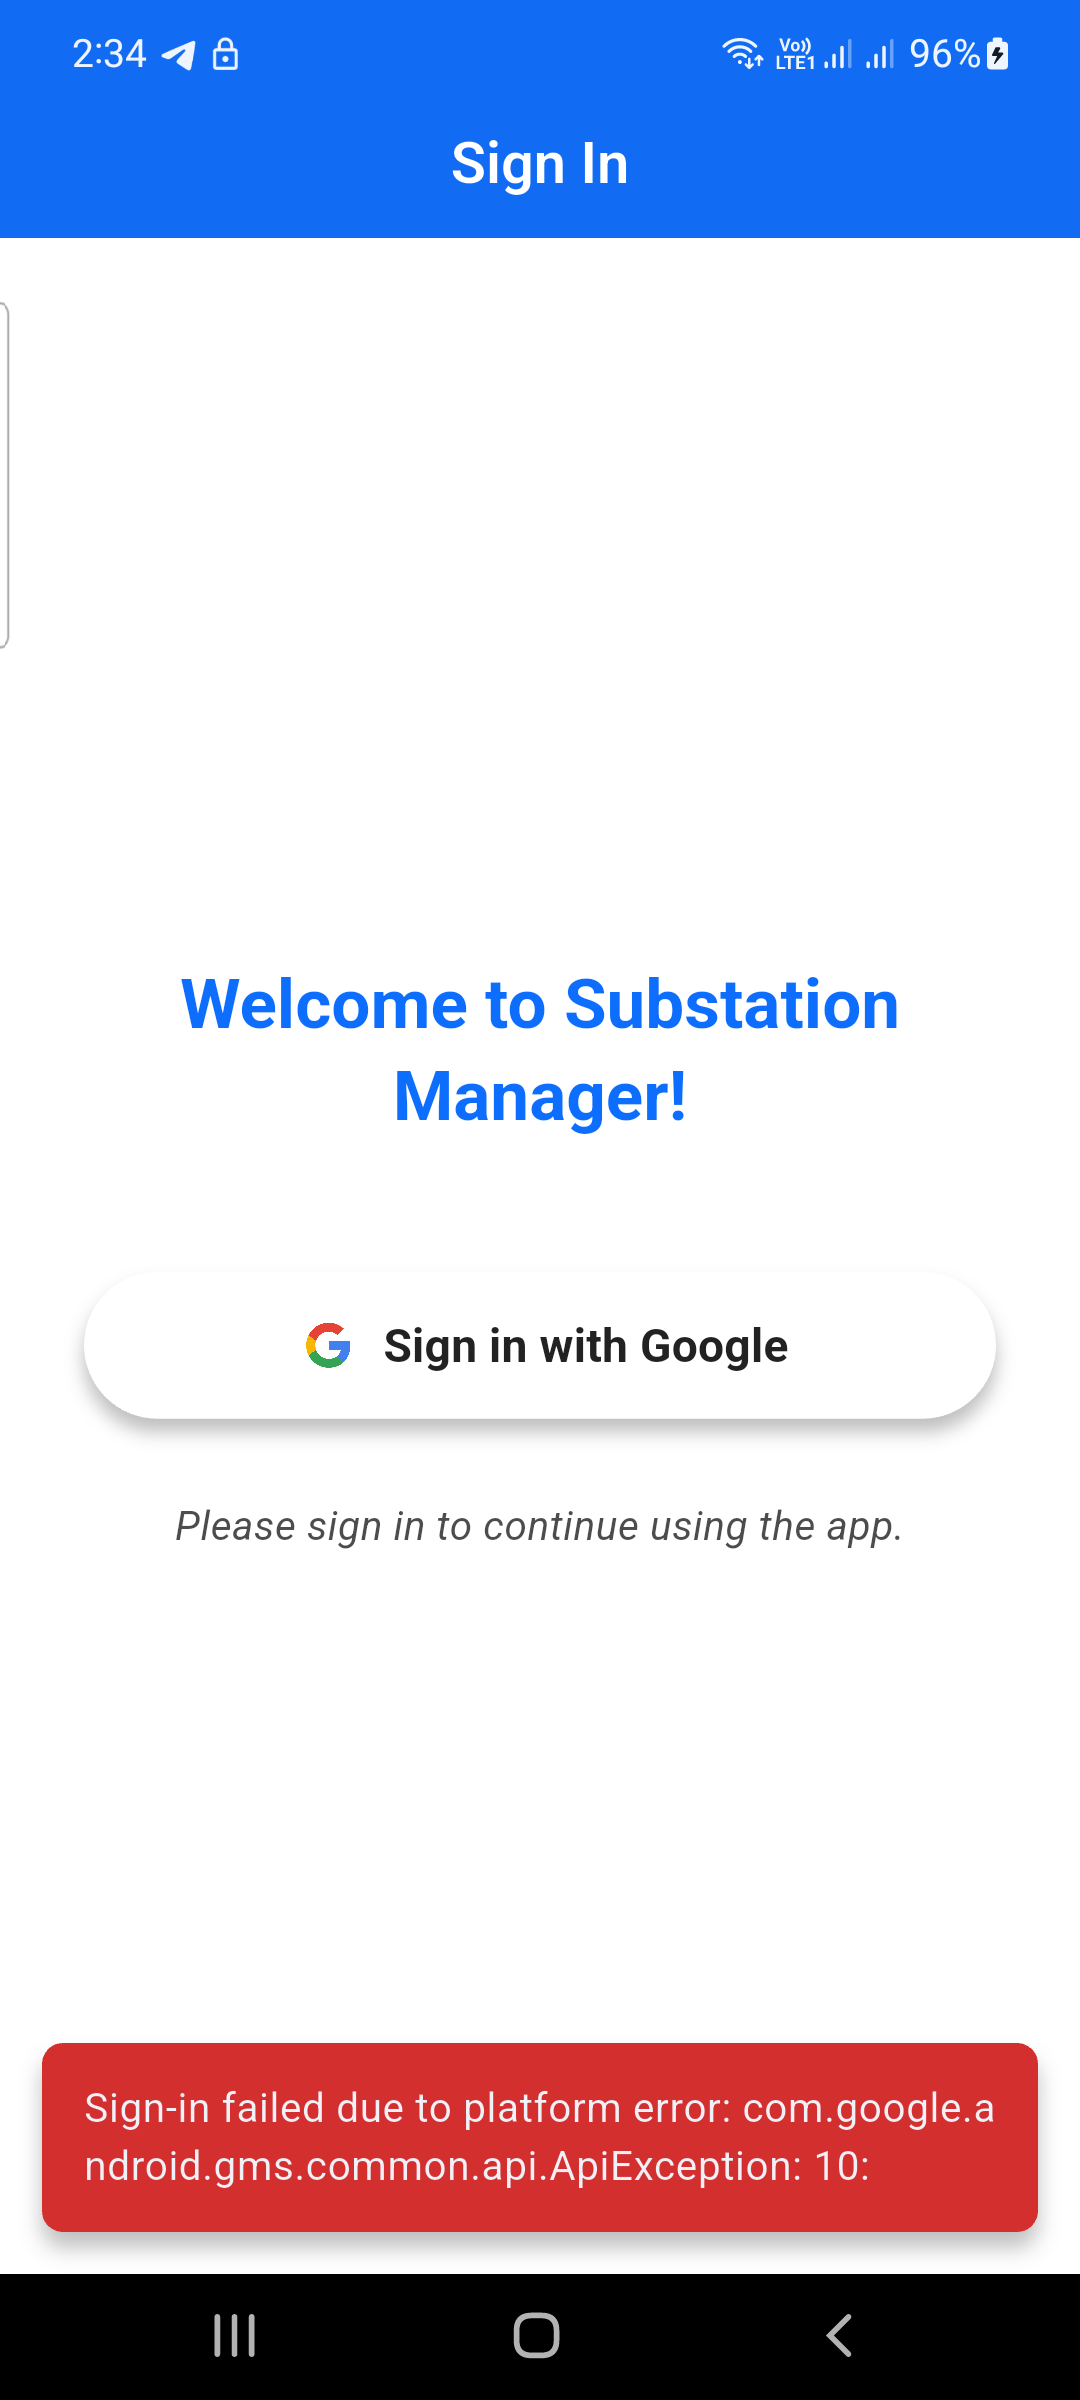 2:34
Vo))
LTE1
96%
Sign In
Welcome to Substation
Manager!
Sign in with Google
Please sign in to continue using the app.
Sign-in failed due to platform error: com.google.a
ndroid.gms.common.api.ApiException: 10: